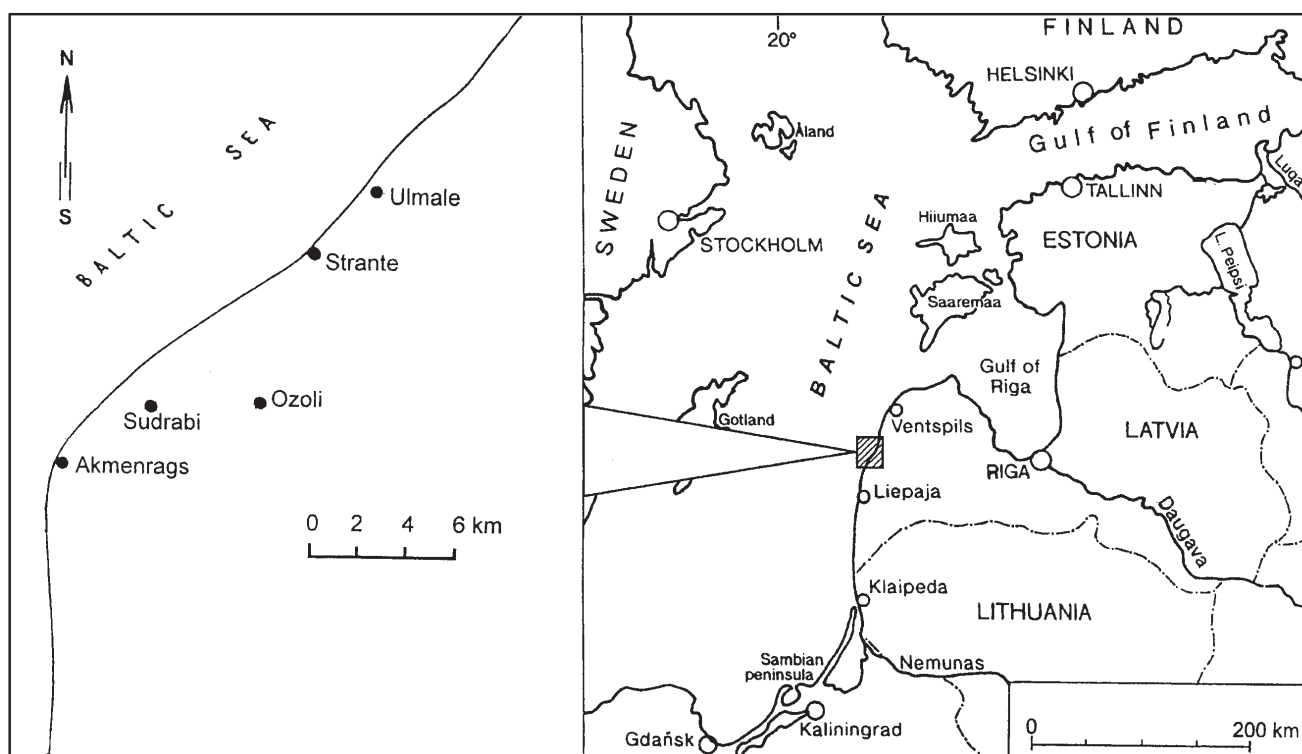 N
S
BALTIC SEA
Ulmale
Strante
Ozoli
Sudrabi
Akmenrags
0 2 4 6 km
20°
FINLAND
HELSINKI
Gulf of Finland
Åland
SWEDEN
Luga
TALLINN
Hiiumaa
STOCKHOLM
ESTONIA
BALTIC SEA
L. Peipsi
Saaremaa
Gulf of
Riga
Gotland
Ventspils
LATVIA
RIGA
Liepaja
Daugava
Klaipeda
LITHUANIA
Sambian
peninsula
Nemunas
Kaliningrad
Gdańsk
0 200 km